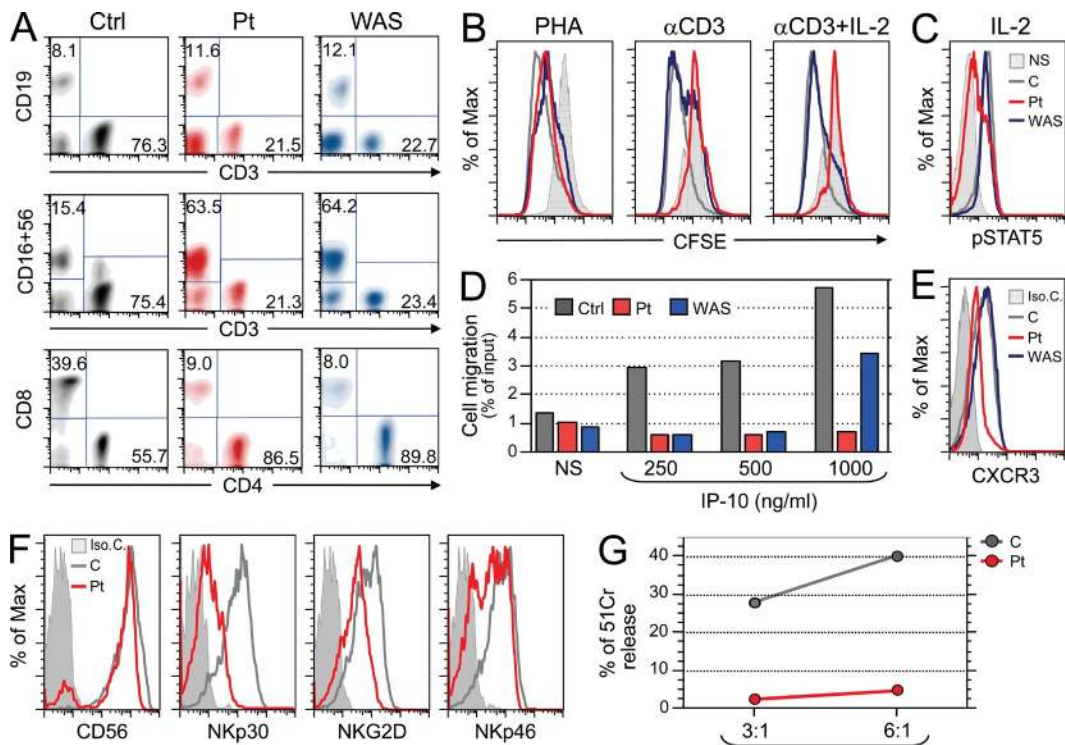 A
Ctrl
Pt
WAS
CD19
8.1
76.3
11.6
21.5
12.1
22.7
CD3
CD16+56
15.4
75.4
63.5
21.3
64.2
23.4
CD3
CD8
39.6
55.7
9.0
86.5
8.0
89.8
CD4
B
PHA
αCD3
αCD3+IL-2
% of Max
CFSE
C
IL-2
% of Max
NS
C
Pt
WAS
pSTAT5
D
Cell migration
(% of input)
6
5
4
3
2
1
0
Ctrl
Pt
WAS
NS
250
500
1000
IP-10 (ng/ml)
E
% of Max
Iso.C.
C
Pt
WAS
CXCR3
F
% of Max
Iso.C.
C
Pt
CD56
NKp30
NKG2D
NKp46
G
% of 51Cr
release
40
30
20
10
0
C
Pt
3:1
6:1